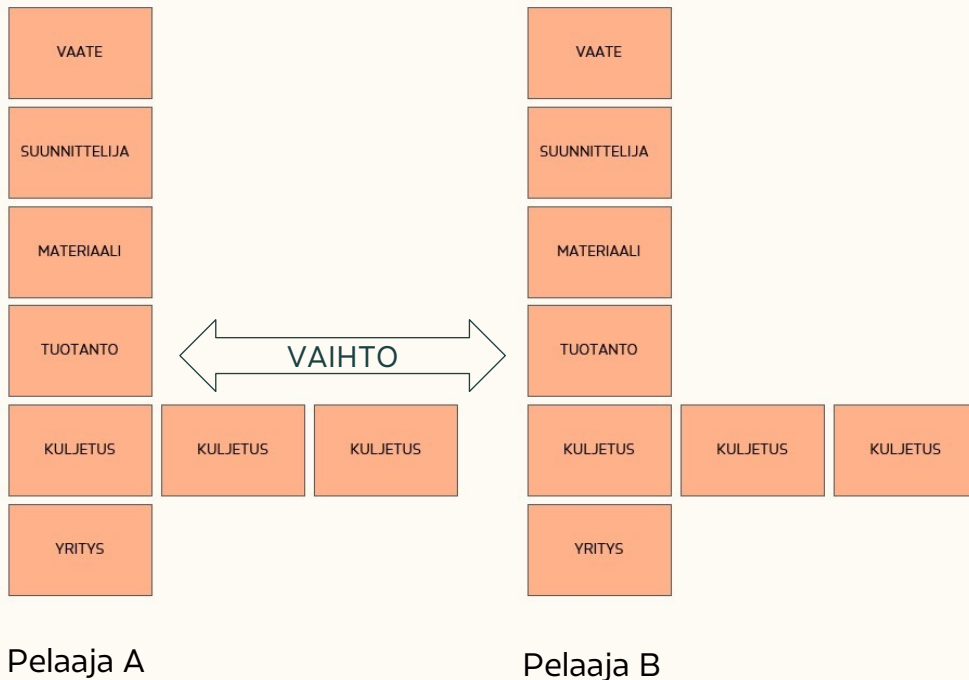 VAATE
SUUNNITTELIJA
MATERIAALI
TUOTANTO
KULJETUS KULJETUS KULJETUS
YRITYS
Pelaaja A
VAIHTO
VAATE
SUUNNITTELIJA
MATERIAALI
TUOTANTO
KULJETUS KULJETUS KULJETUS
YRITYS
Pelaaja B